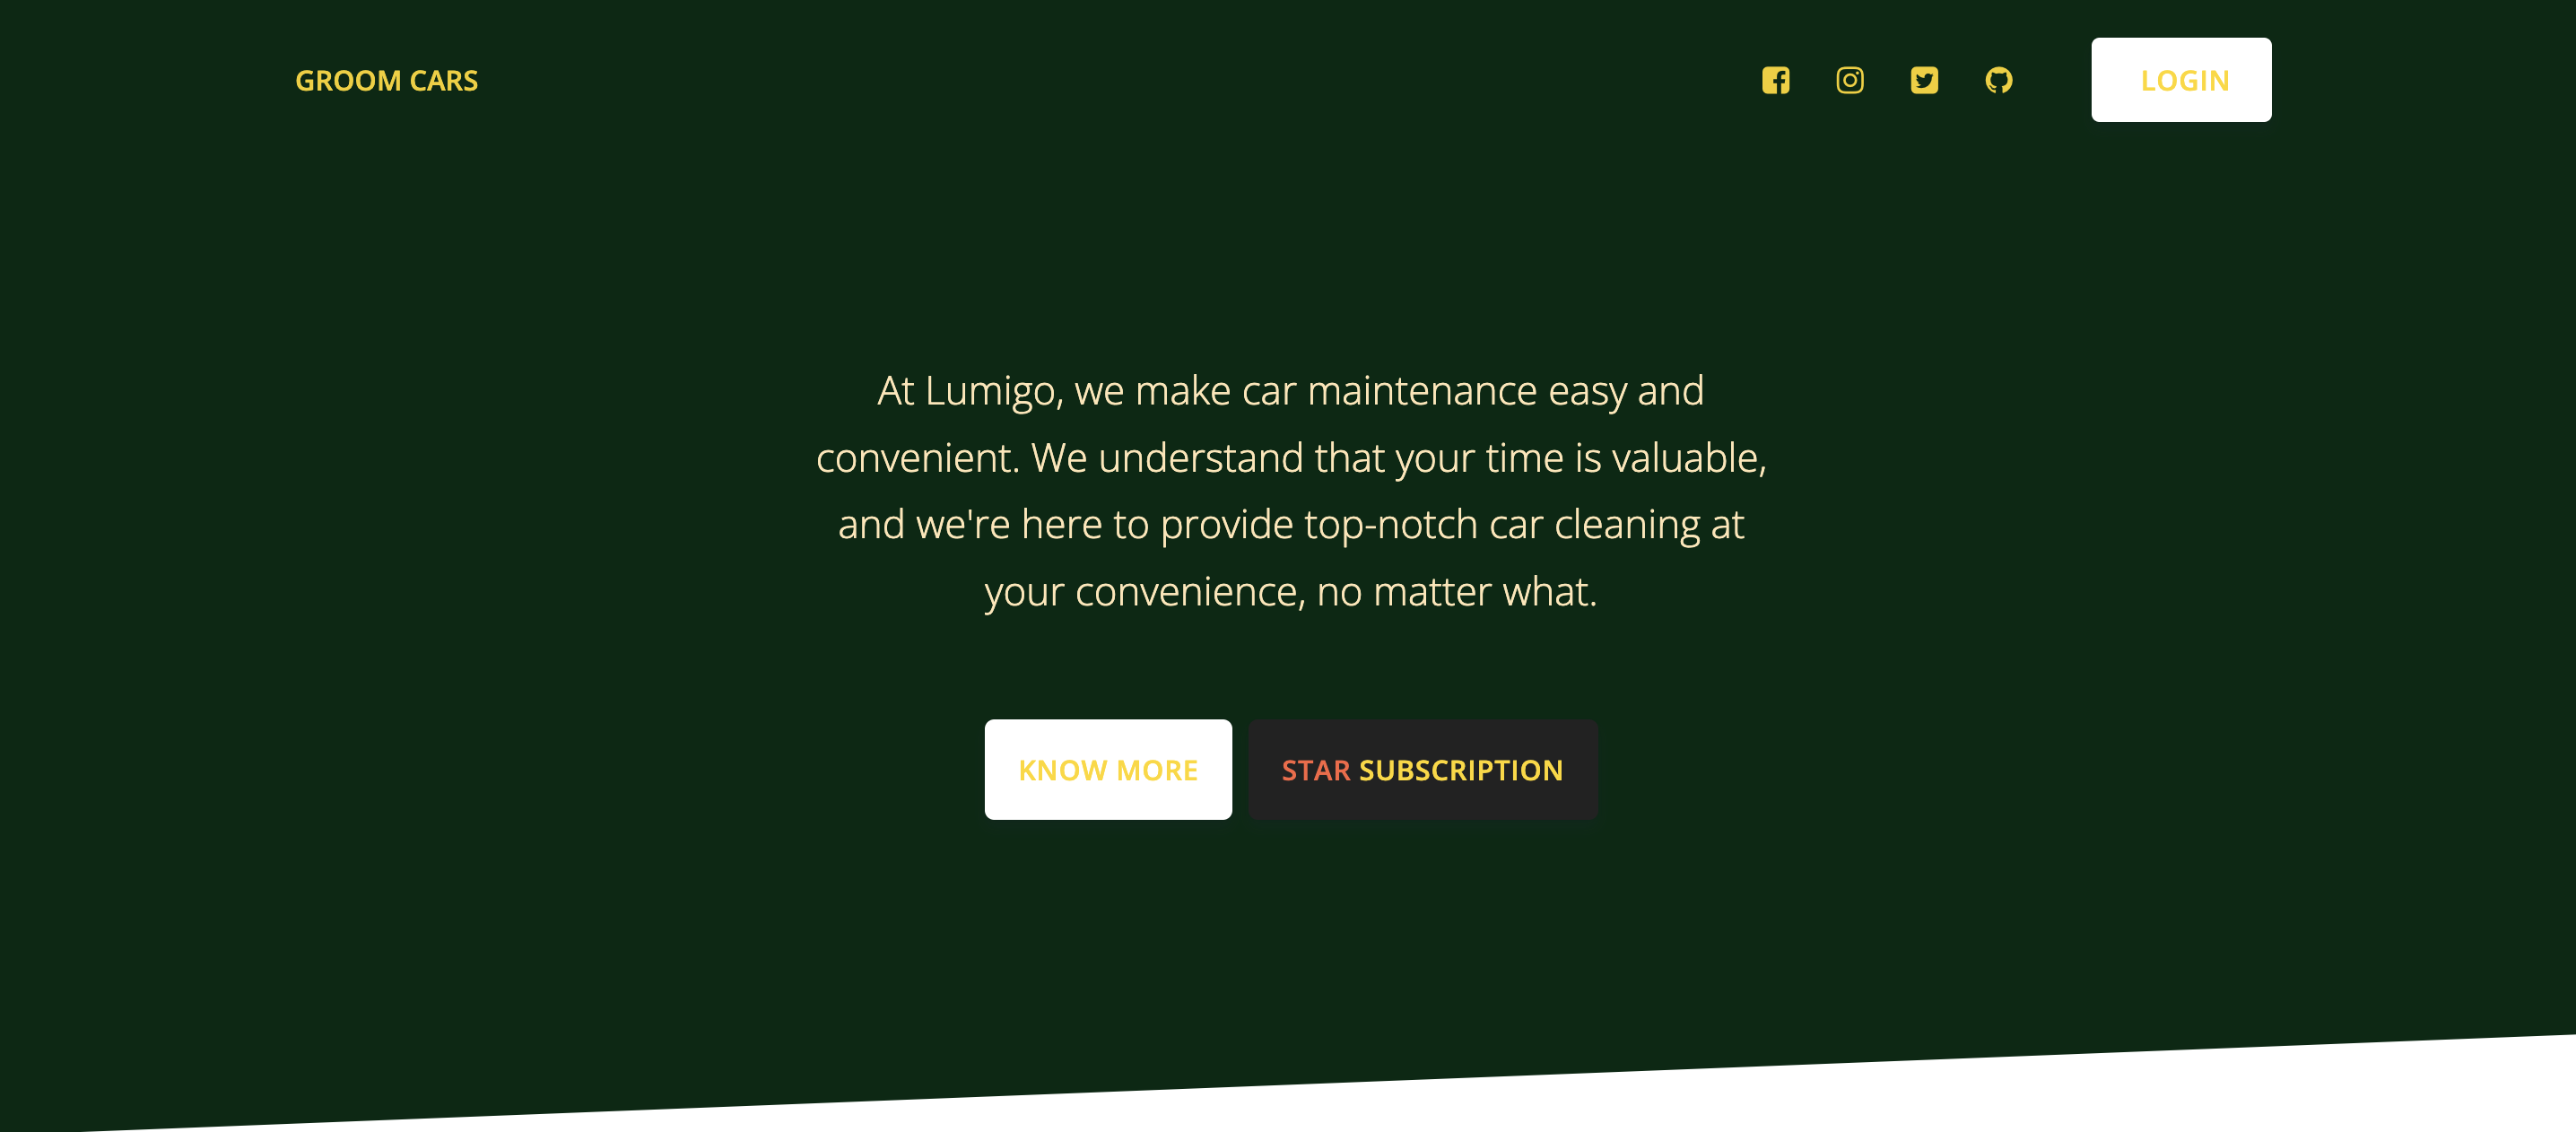 GROOM CARS
LOGIN
At Lumigo, we make car maintenance easy and
convenient. We understand that your time is valuable,
and we're here to provide top-notch car cleaning at
your convenience, no matter what.
KNOW MORE
STAR SUBSCRIPTION